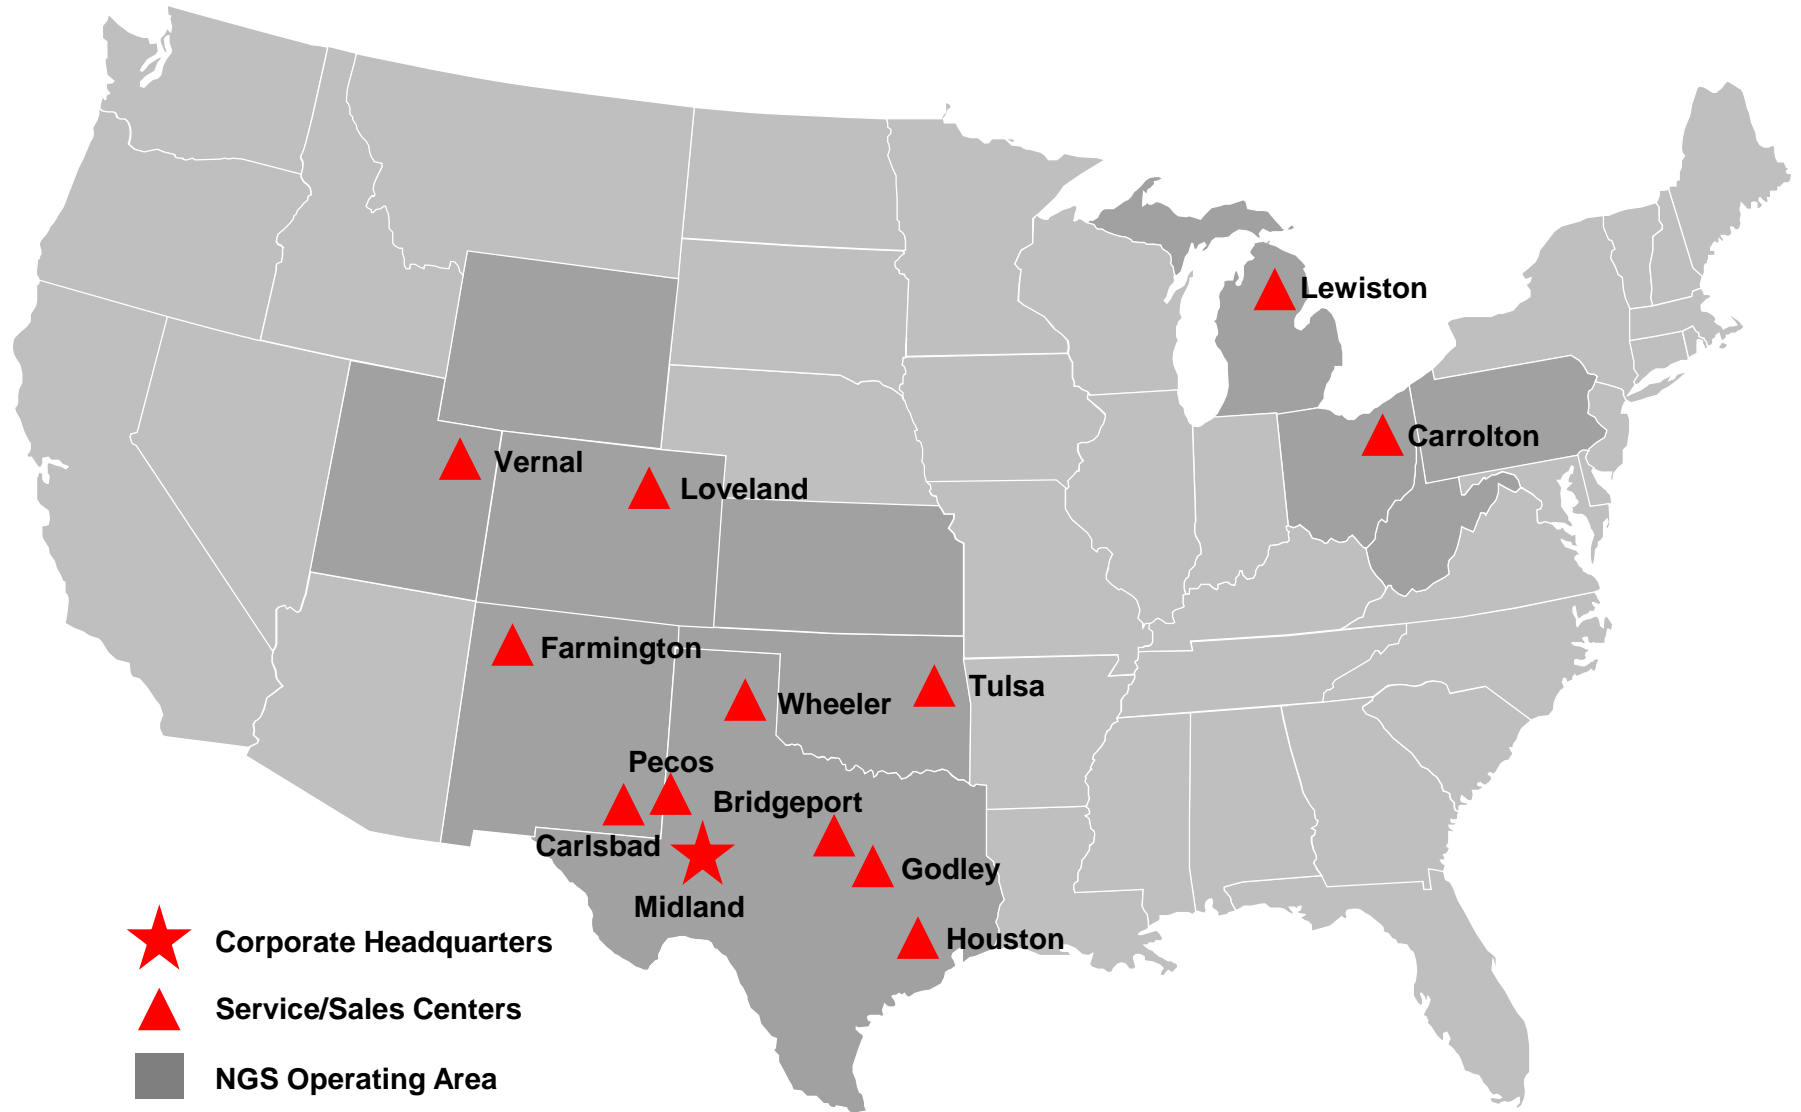 Lewiston
Carrolton
Vernal
Loveland
Farmington
Tulsa
Wheeler
Pecos
Bridgeport
Carlsbad
Godley
Midland
Houston
Corporate Headquarters
Service/Sales Centers
NGS Operating Area